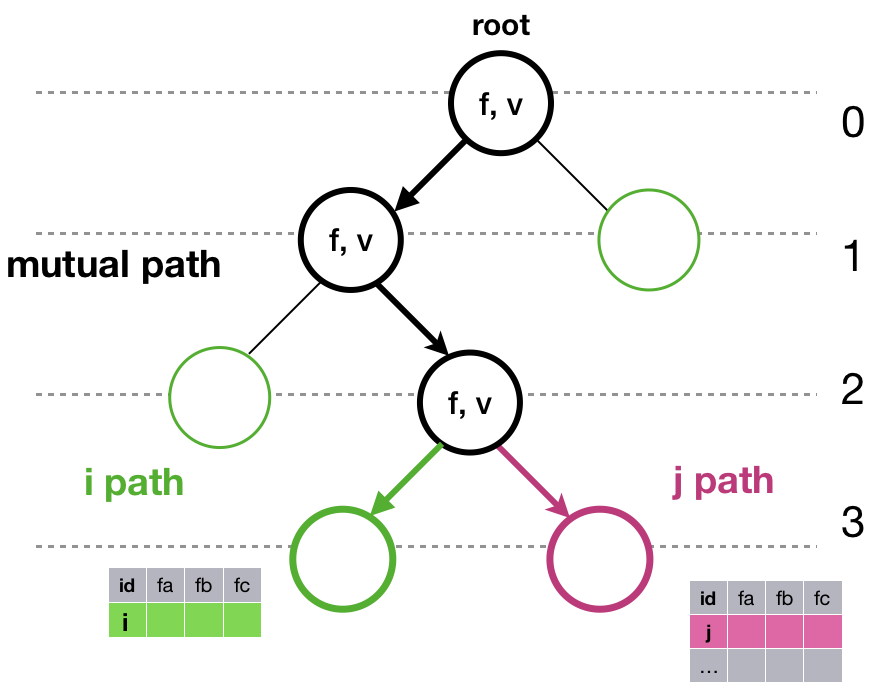 root
f, v
0
f, v
mutual path
1
f, v
2
i path
j path
3
id fa fb fc
i
id fa fb fc
j
...